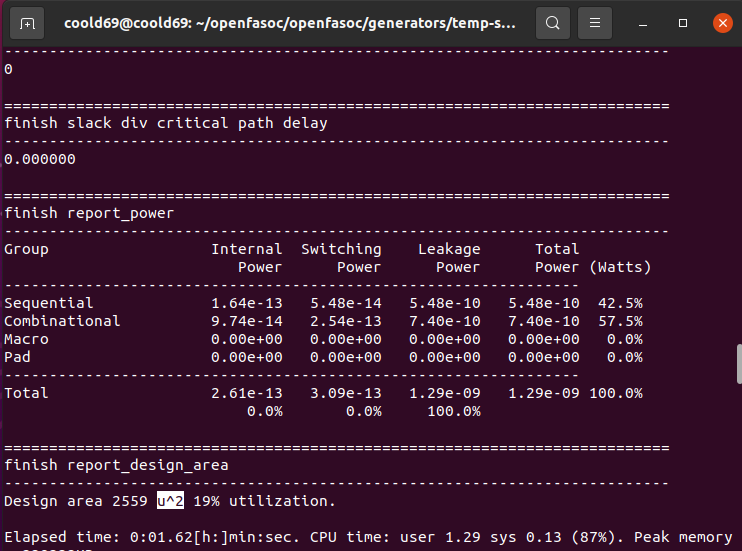 coold69@coold69: ~/openfasoc/openfasoc/generators/temp-s...
--------------------------------------------------------------------------
0
==========================================================================
finish slack div critical path delay
--------------------------------------------------------------------------
0.000000
==========================================================================
finish report_power
--------------------------------------------------------------------------
Group                  Internal  Switching    Leakage      Total
                          Power      Power      Power      Power (Watts)
----------------------------------------------------------------
Sequential             1.64e-13   5.48e-14   5.48e-10   5.48e-10  42.5%
Combinational          9.74e-14   2.54e-13   7.40e-10   7.40e-10  57.5%
Macro                  0.00e+00   0.00e+00   0.00e+00   0.00e+00   0.0%
Pad                    0.00e+00   0.00e+00   0.00e+00   0.00e+00   0.0%
----------------------------------------------------------------
Total                  2.61e-13   3.09e-13   1.29e-09   1.29e-09 100.0%
                           0.0%       0.0%     100.0%
==========================================================================
finish report_design_area
--------------------------------------------------------------------------
Design area 2559 u^2 19% utilization.
Elapsed time: 0:01.62[h:]min:sec. CPU time: user 1.29 sys 0.13 (87%). Peak memory